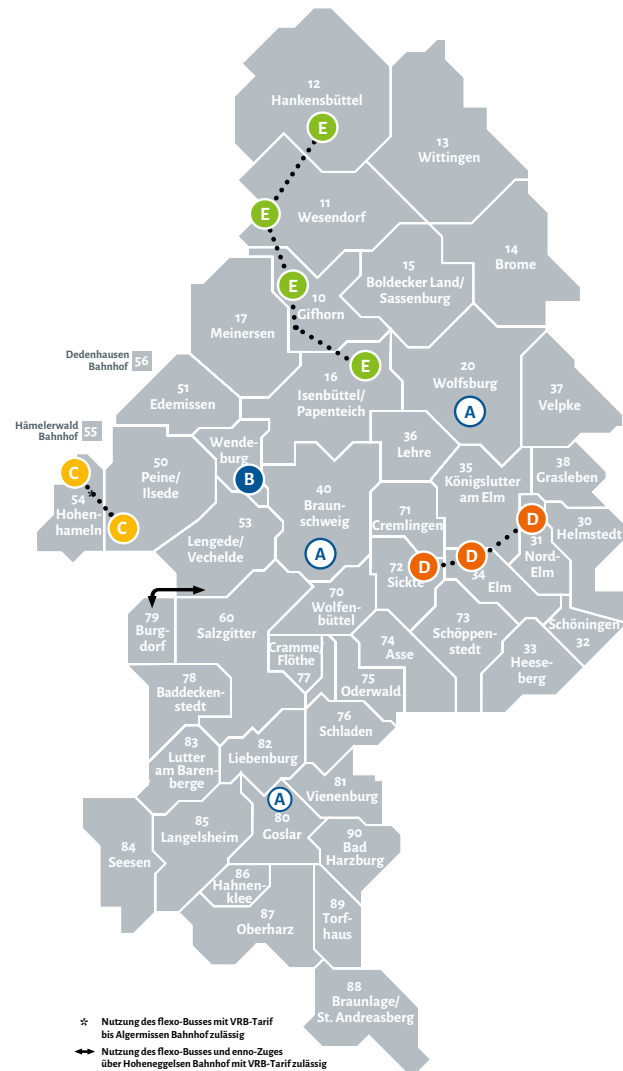 12
Hankensbüttel
E
13
Wittingen
E
11
Wesendorf
14
Brome
15
Boldecker Land/
Sassenburg
E
10
Gifhorn
17
Meinersen
Dedenhausen
Bahnhof
56
E
16
Isenbüttel/
Papenteich
20
Wolfsburg
A
37
Velpke
51
Edemissen
Hämelerwald
Bahnhof
55
Wende-
burg
B
36
Lehre
35
Königslutter
am Elm
38
Grasleben
50
Peine/
Ilsede
C
54
Hohen-
hameln
C
40
Braun-
schweig
A
71
Cremlingen
D
30
Helmstedt
31
Nord-
Elm
53
Lengede/
Vechelde
D
72
Sickte
D
34
Elm
79
Burg-
dorf
60
Salzgitter
70
Wolfen-
büttel
73
Schöppen-
stedt
Schöningen
32
33
Heese-
berg
74
Asse
Cramme/
Flöthe
77
75
Oderwald
78
Baddecken-
stedt
76
Schladen
83
Lutter
am Baren-
berge
82
Liebenburg
81
Vienenburg
A
80
Goslar
85
Langelsheim
84
Seesen
90
Bad
Harzburg
86
Hahnen-
klee
87
Oberharz
89
Torf-
haus
88
Braunlage/
St. Andreasberg
* Nutzung des flexo-Busses mit VRB-Tarif
bis Algermissen Bahnhof zulässig
↔ Nutzung des flexo-Busses und enno-Zuges
über Hoheneggelsen Bahnhof mit VRB-Tarif zulässig